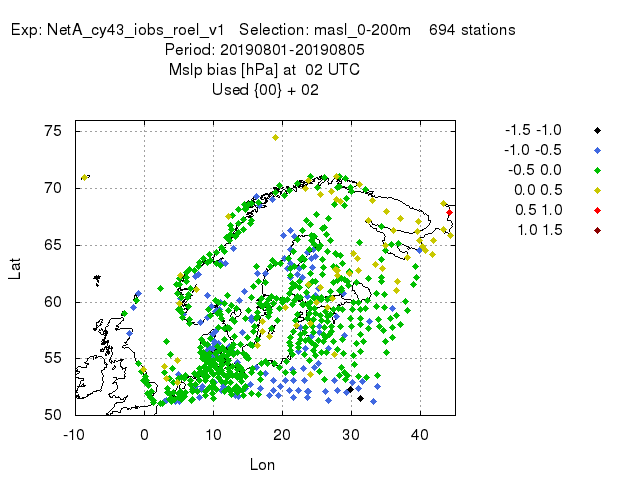 Exp: NetA_cy43_iobs_roel_v1   Selection: masl_0-200m    694 stations
Period: 20190801-20190805
Mslp bias [hPa] at  02 UTC
Used {00} + 02
75
70
65
60
55
50
-10 0 10 20 30 40
Lat
Lon
-1.5 -1.0
-1.0 -0.5
-0.5 0.0
0.0 0.5
0.5 1.0
1.0 1.5